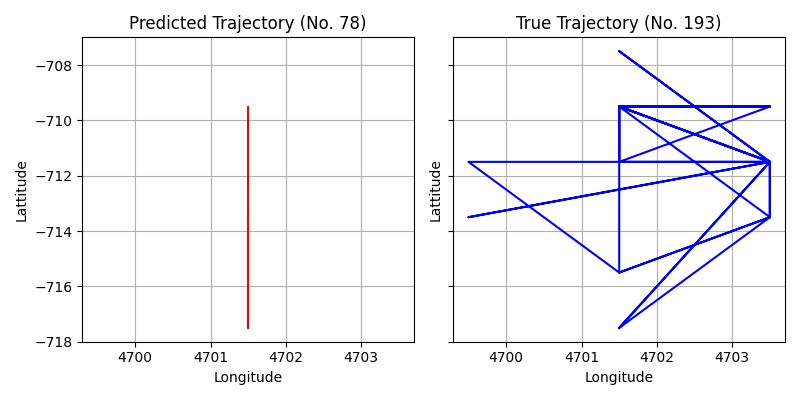 Predicted Trajectory (No. 78)
True Trajectory (No. 193)
−708
−710
−712
−714
−716
−718
Lattitude
Lattitude
4700 4701 4702 4703
4700 4701 4702 4703
Longitude
Longitude